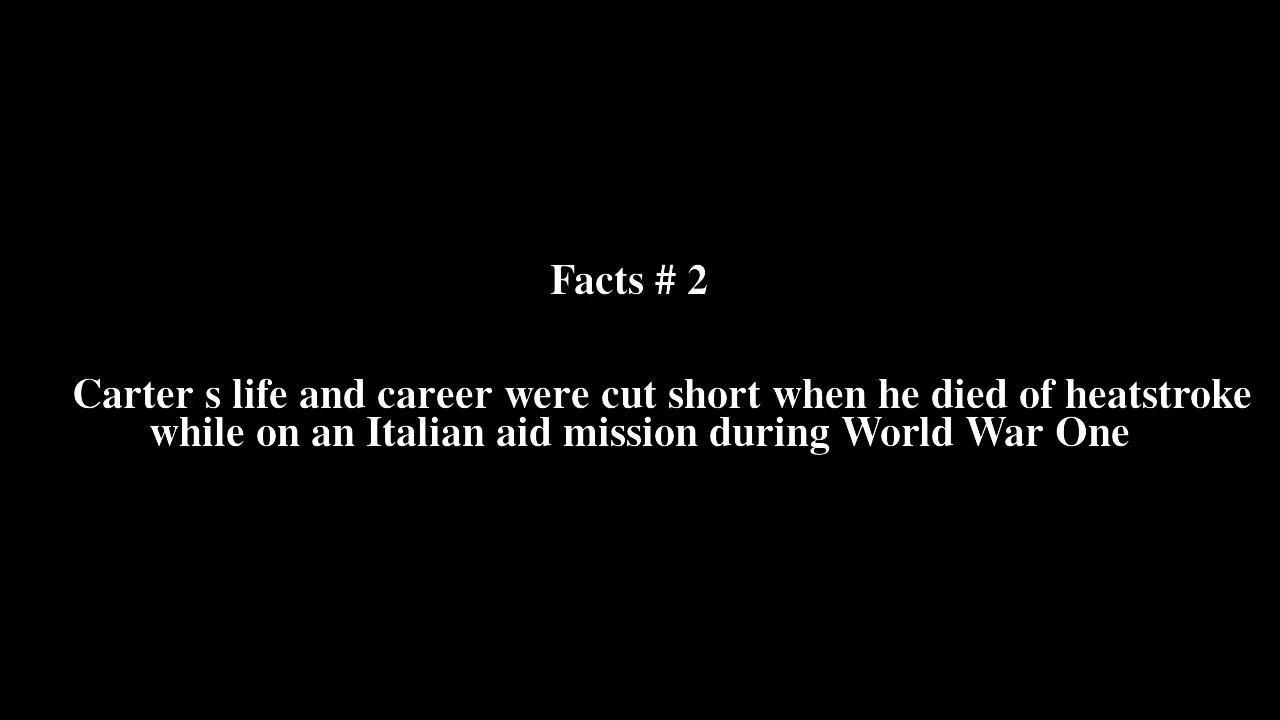 Facts # 2
Carter s life and career were cut short when he died of heatstroke
while on an Italian aid mission during World War One